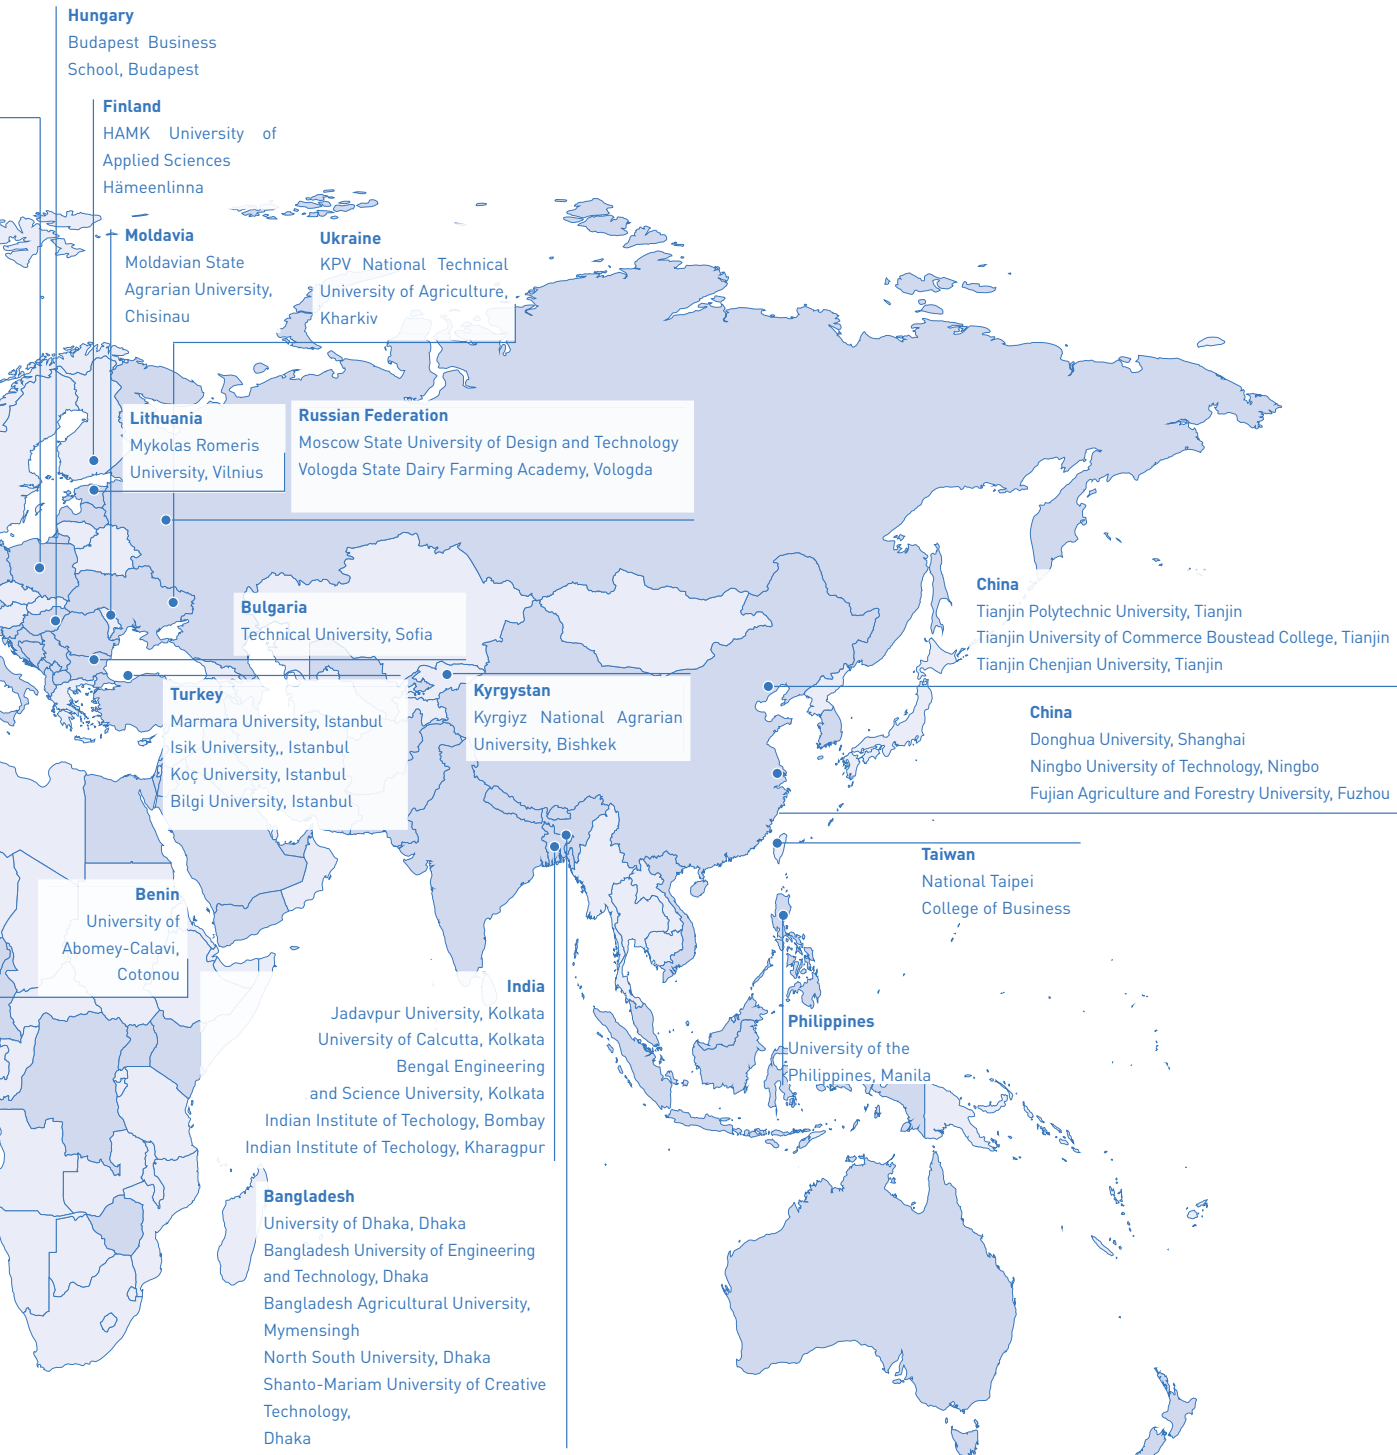 Hungary
Budapest Business
School, Budapest
Finland
HAMK University of
Applied Sciences
Hämeenlinna
Moldavia
Moldavian State
Agrarian University,
Chisinau
Ukraine
KPV National Technical
University of Agriculture,
Kharkiv
Lithuania
Mykolas Romeris
University, Vilnius
Russian Federation
Moscow State University of Design and Technology
Vologda State Dairy Farming Academy, Vologda
Bulgaria
Technical University, Sofia
China
Tianjin Polytechnic University, Tianjin
Tianjin University of Commerce Boustead College, Tianjin
Tianjin Chenjian University, Tianjin
Turkey
Marmara University, Istanbul
Isik University,, Istanbul
Koç University, Istanbul
Bilgi University, Istanbul
Kyrgystan
Kyrgiyz National Agrarian
University, Bishkek
China
Donghua University, Shanghai
Ningbo University of Technology, Ningbo
Fujian Agriculture and Forestry University, Fuzhou
Taiwan
National Taipei
College of Business
Benin
University of
Abomey-Calavi,
Cotonou
India
Jadavpur University, Kolkata
University of Calcutta, Kolkata
Bengal Engineering
and Science University, Kolkata
Indian Institute of Techology, Bombay
Indian Institute of Techology, Kharagpur
Philippines
University of the
Philippines, Manila
Bangladesh
University of Dhaka, Dhaka
Bangladesh University of Engineering
and Technology, Dhaka
Bangladesh Agricultural University,
Mymensingh
North South University, Dhaka
Shanto-Mariam University of Creative
Technology,
Dhaka